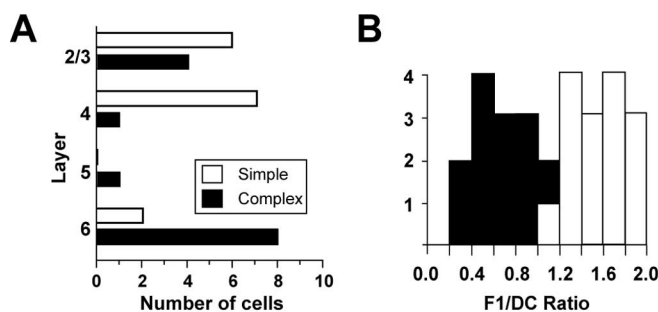 A
Layer
2/3
4
5
6
Simple
Complex
0 2 4 6 8 10
Number of cells
B
4
3
2
1
0.0 0.4 0.8 1.2 1.6 2.0
F1/DC Ratio